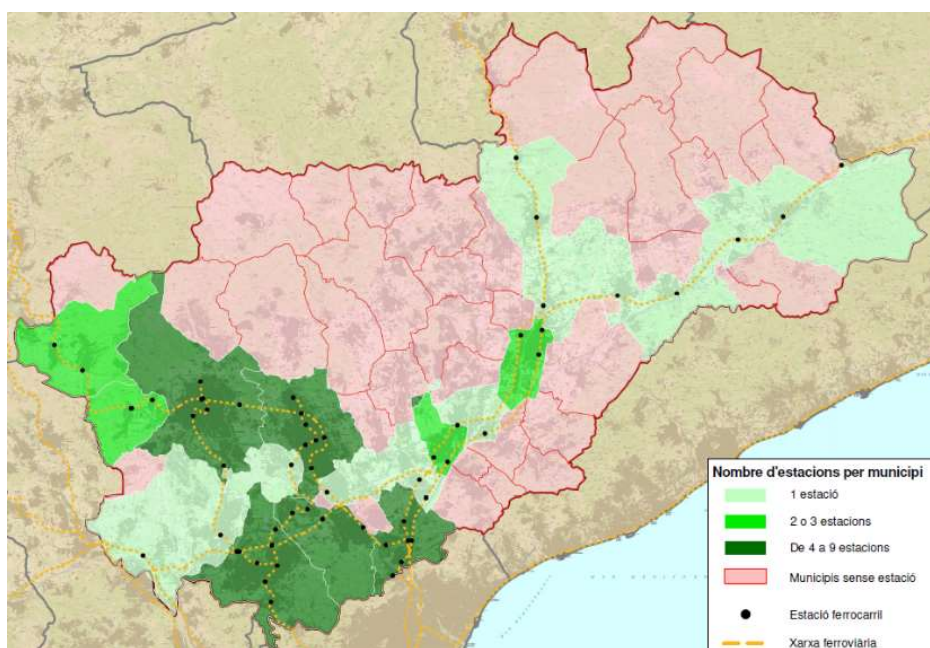 Nombre d'estacions per municipi
1 estació
2 o 3 estacions
De 4 a 9 estacions
Municipis sense estació
Estació ferrocarril
Xarxa ferroviària